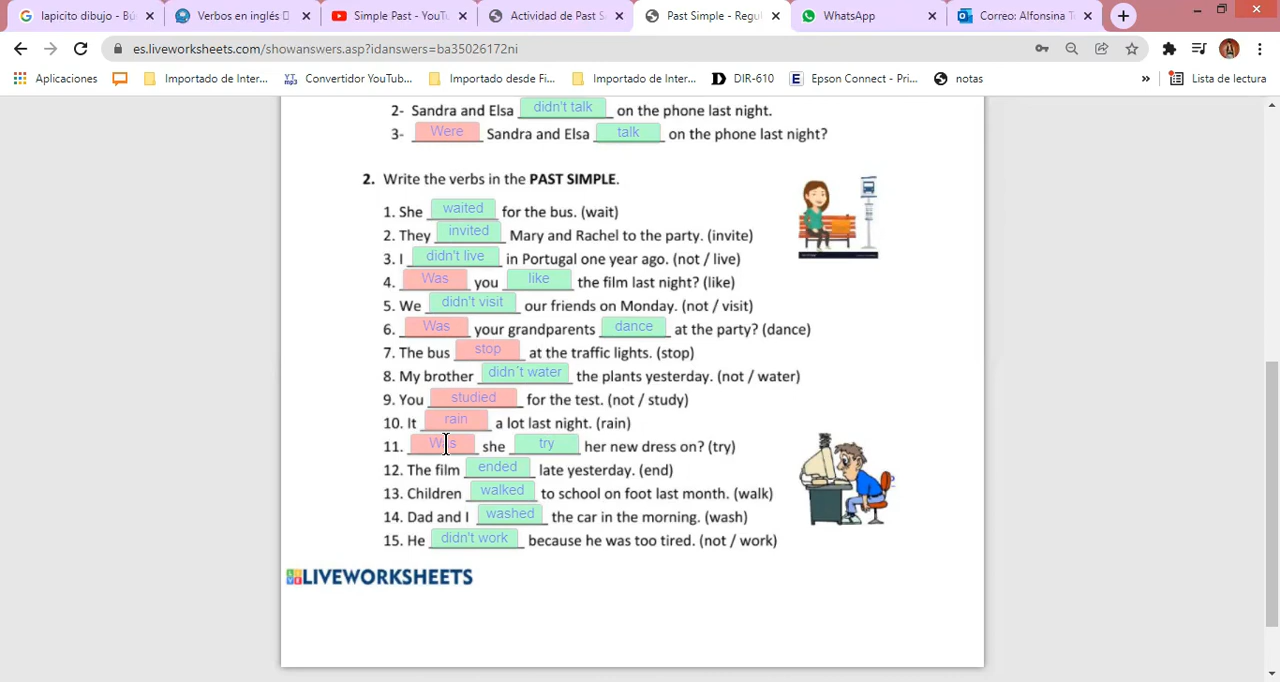 lapicito dibujo - Bú
Verbos en inglés
Simple Past - YouTu
Actividad de Past S
Past Simple - Regu
WhatsApp
Correo: Alfonsina T
es.liveworksheets.com/showanswers.asp?idanswers=ba35026172ni
Aplicaciones
Importado de Inter...
Convertidor YouTub...
Importado desde Fi...
Importado de Inter...
DIR-610
Epson Connect - Pri...
notas
»
Lista de lectura
2- Sandra and Elsa didn't talk on the phone last night.
3- Were Sandra and Elsa talk on the phone last night?
2. Write the verbs in the PAST SIMPLE.
1. She waited for the bus. (wait)
2. They invited Mary and Rachel to the party. (invite)
3. I didn't live in Portugal one year ago. (not / live)
4. Was you like the film last night? (like)
5. We didn't visit our friends on Monday. (not / visit)
6. Was your grandparents dance at the party? (dance)
7. The bus stop at the traffic lights. (stop)
8. My brother didn´t water the plants yesterday. (not / water)
9. You studied for the test. (not / study)
10. It rain a lot last night. (rain)
11. Was she try her new dress on? (try)
12. The film ended late yesterday. (end)
13. Children walked to school on foot last month. (walk)
14. Dad and I washed the car in the morning. (wash)
15. He didn't work because he was too tired. (not / work)
LIVEWORKSHEETS